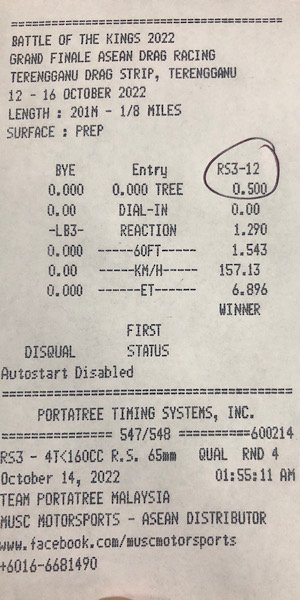 ================================
BATTLE OF THE KINGS 2022
GRAND FINALE ASEAN DRAG RACING
TERENGGANU DRAG STRIP, TERENGGANU
12 - 16 OCTOBER 2022
LENGTH : 201M - 1/8 MILES
SURFACE : PREP
BYE Entry RS3-12
0.000 0.000 TREE 0.500
0.00 DIAL-IN 0.00
-LB3- REACTION 1.290
0.000 ------60FT------ 1.543
0.00 ------KM/H------ 157.13
0.000 -------ET------- 6.896
WINNER
FIRST
DISQUAL STATUS
Autostart Disabled
================================
PORTATREE TIMING SYSTEMS, INC.
============= 547/548 ==========600214
RS3 - 4T<160CC R.S. 65mm QUAL RND 4
October 14, 2022 01:55:11 AM
TEAM PORTATREE MALAYSIA
MUSC MOTORSPORTS - ASEAN DISTRIBUTOR
www.facebook.com/muscmotorsports
+6016-6681490